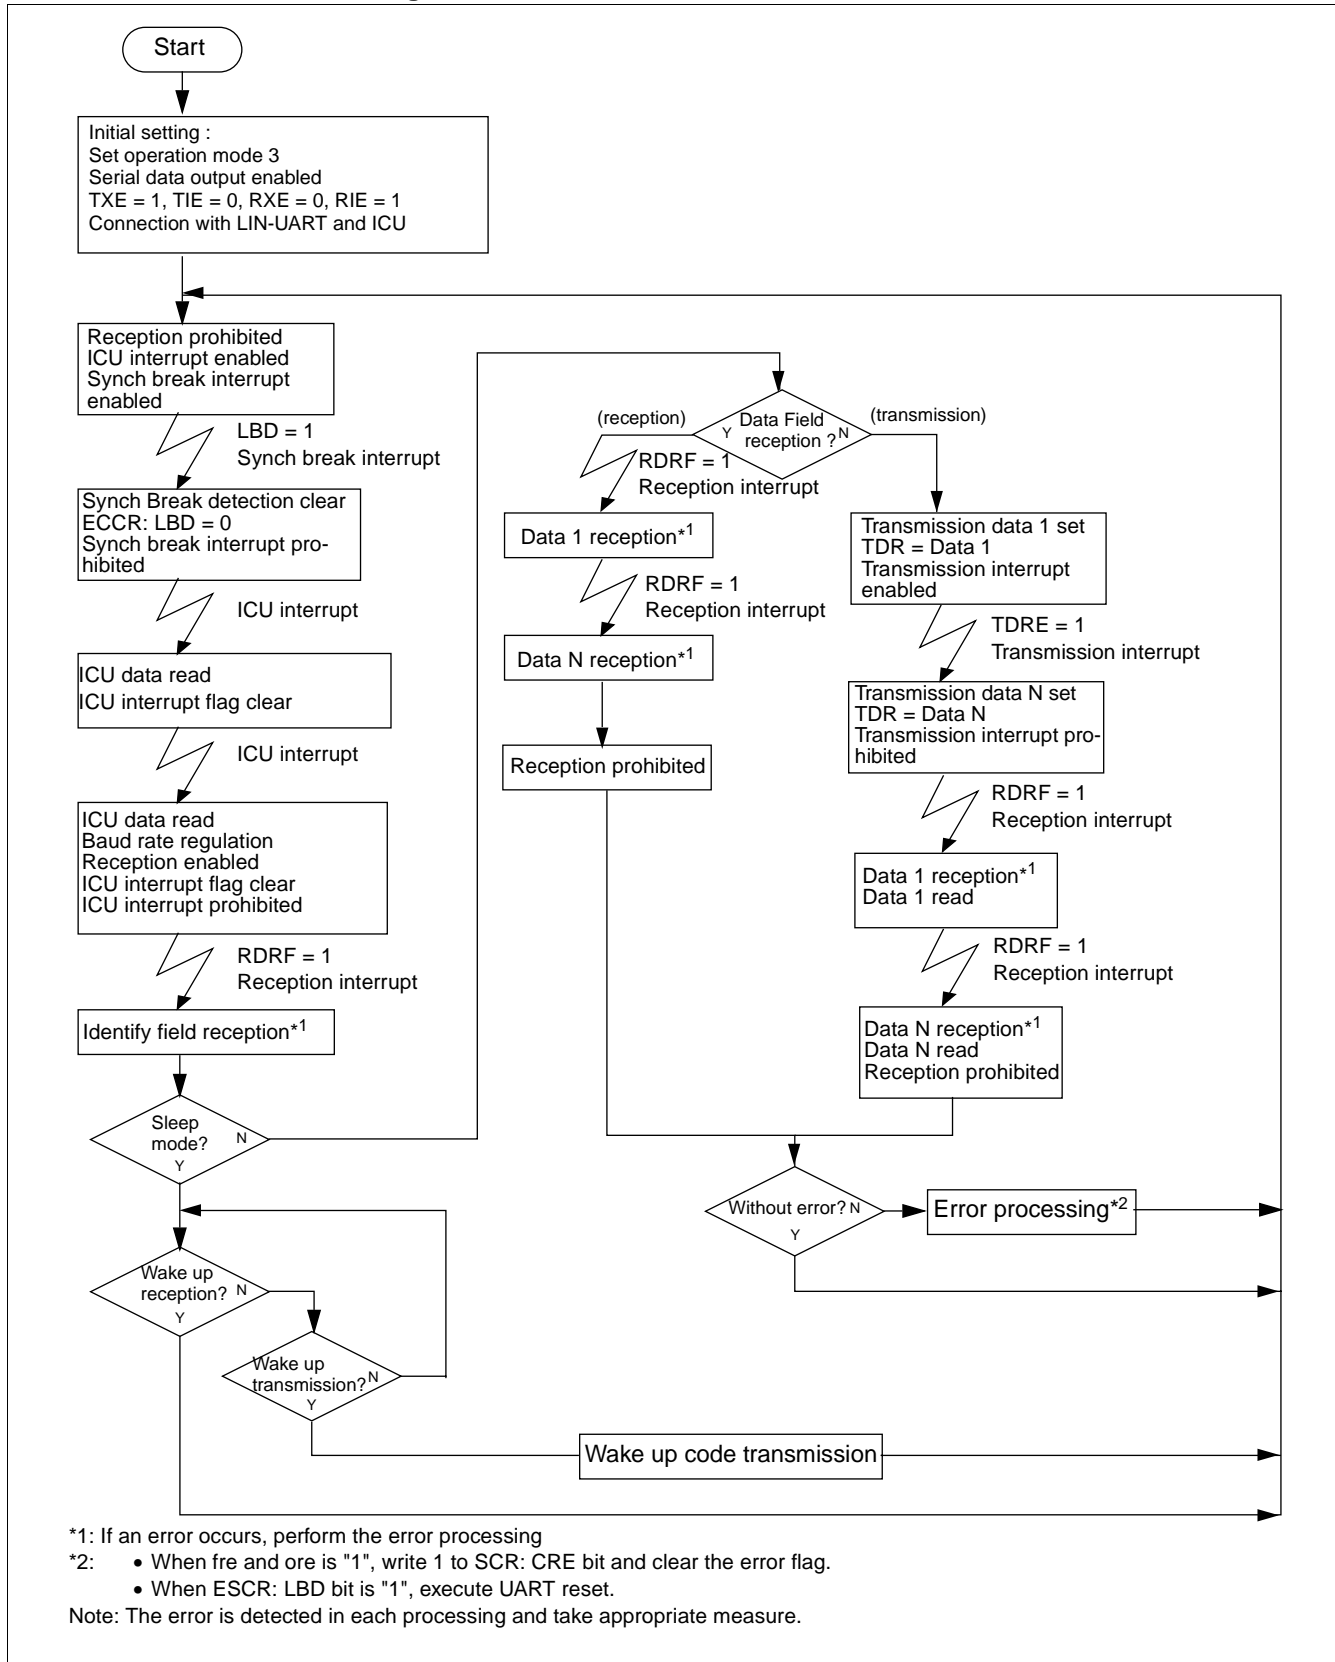 Start
Initial setting :
Set operation mode 3
Serial data output enabled
TXE = 1, TIE = 0, RXE = 0, RIE = 1
Connection with LIN-UART and ICU
Reception prohibited
ICU interrupt enabled
Synch break interrupt
enabled
LBD = 1
Synch break interrupt
Synch Break detection clear
ECCR: LBD = 0
Synch break interrupt pro-
hibited
ICU interrupt
ICU data read
ICU interrupt flag clear
ICU interrupt
ICU data read
Baud rate regulation
Reception enabled
ICU interrupt flag clear
ICU interrupt prohibited
RDRF = 1
Reception interrupt
Identify field reception*1
Sleep
mode?
N
Y
Wake up
reception?
N
Y
Wake up
transmission?
N
Y
Wake up code transmission
(reception)
(transmission)
Y
Data Field
reception ?
N
RDRF = 1
Reception interrupt
Data 1 reception*1
RDRF = 1
Reception interrupt
Data N reception*1
Reception prohibited
Transmission data 1 set
TDR = Data 1
Transmission interrupt
enabled
TDRE = 1
Transmission interrupt
Transmission data N set
TDR = Data N
Transmission interrupt pro-
hibited
RDRF = 1
Reception interrupt
Data 1 reception*1
Data 1 read
RDRF = 1
Reception interrupt
Data N reception*1
Data N read
Reception prohibited
Without error?
N
Y
Error processing*2
*1: If an error occurs, perform the error processing
*2: • When fre and ore is "1", write 1 to SCR: CRE bit and clear the error flag.
• When ESCR: LBD bit is "1", execute UART reset.
Note: The error is detected in each processing and take appropriate measure.